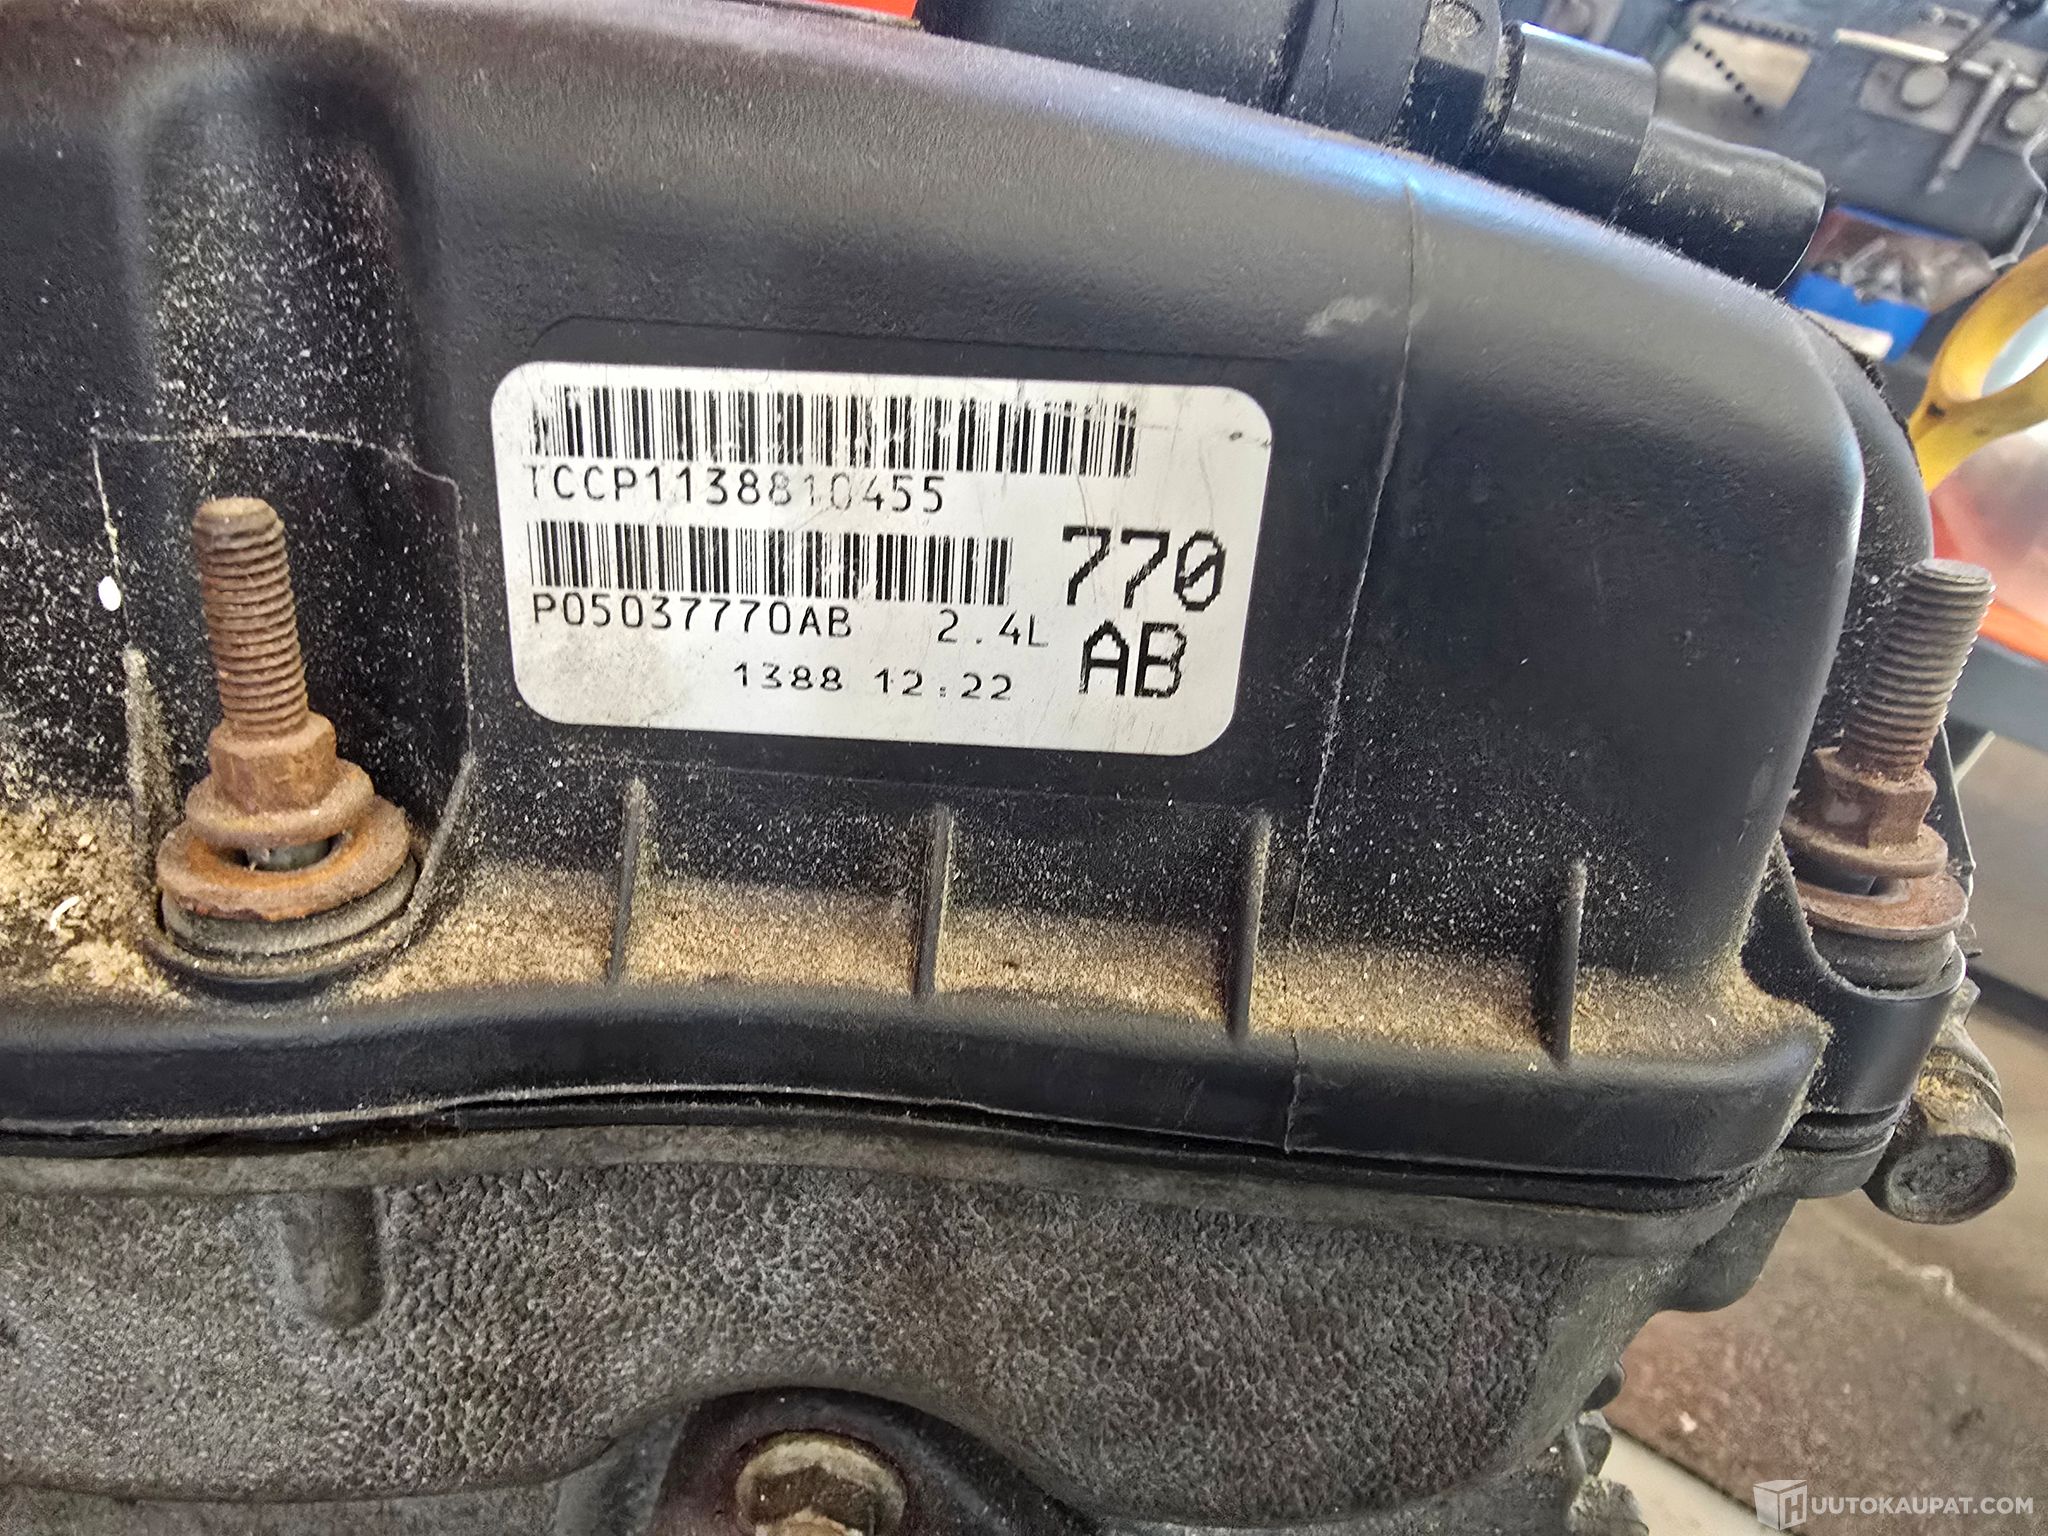 TCCP1138810455
P05037770AB 2.4L
770
AB
1388 12:22
HUUTOKAUPAT.COM